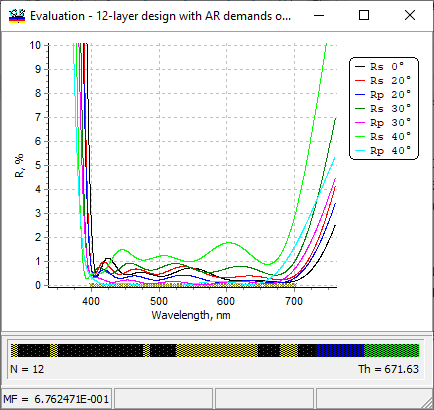 Evaluation - 12-layer design with AR demands o...
10
9
8
7
6
5
4
3
2
1
0
R, %
400 500 600 700
Wavelength, nm
Rs 0°
Rs 20°
Rp 20°
Rs 30°
Rp 30°
Rs 40°
Rp 40°
N = 12 Th = 671.63
MF = 6.762471E-001